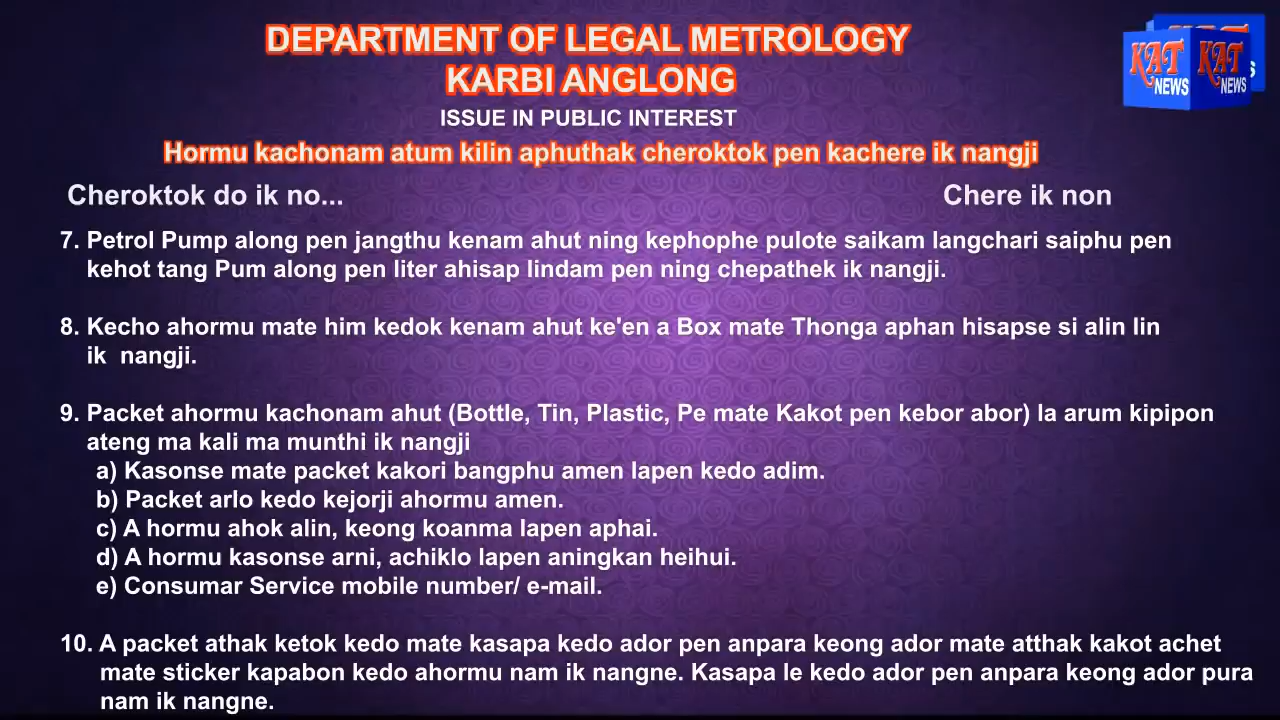 DEPARTMENT OF LEGAL METROLOGY
KARBI ANGLONG
ISSUE IN PUBLIC INTEREST
Hormu kachonam atum kilin aphuthak cheroktok pen kachere ik nangji
Cheroktok do ik no... Chere ik non
7. Petrol Pump along pen jangthu kenam ahut ning kephophe pulote saikam langchari saiphu pen
kehot tang Pum along pen liter ahisap lindam pen ning chepathek ik nangji.
8. Kecho ahormu mate him kedok kenam ahut ke'en a Box mate Thonga aphan hisapse si alin lin
ik nangji.
9. Packet ahormu kachonam ahut (Bottle, Tin, Plastic, Pe mate Kakot pen kebor abor) la arum kipipon
ateng ma kali ma munthi ik nangji
a) Kasonse mate packet kakori bangphu amen lapen kedo adim.
b) Packet arlo kedo kejorji ahormu amen.
c) A hormu ahok alin, keong koanma lapen aphai.
d) A hormu kasonse arni, achiklo lapen aningkan heihui.
e) Consumar Service mobile number/ e-mail.
10. A packet athak ketok kedo mate kasapa kedo ador pen anpara keong ador mate atthak kakot achet
mate sticker kapabon kedo ahormu nam ik nangne. Kasapa le kedo ador pen anpara keong ador pura
nam ik nangne.
KAT NEWS KAT NEWS